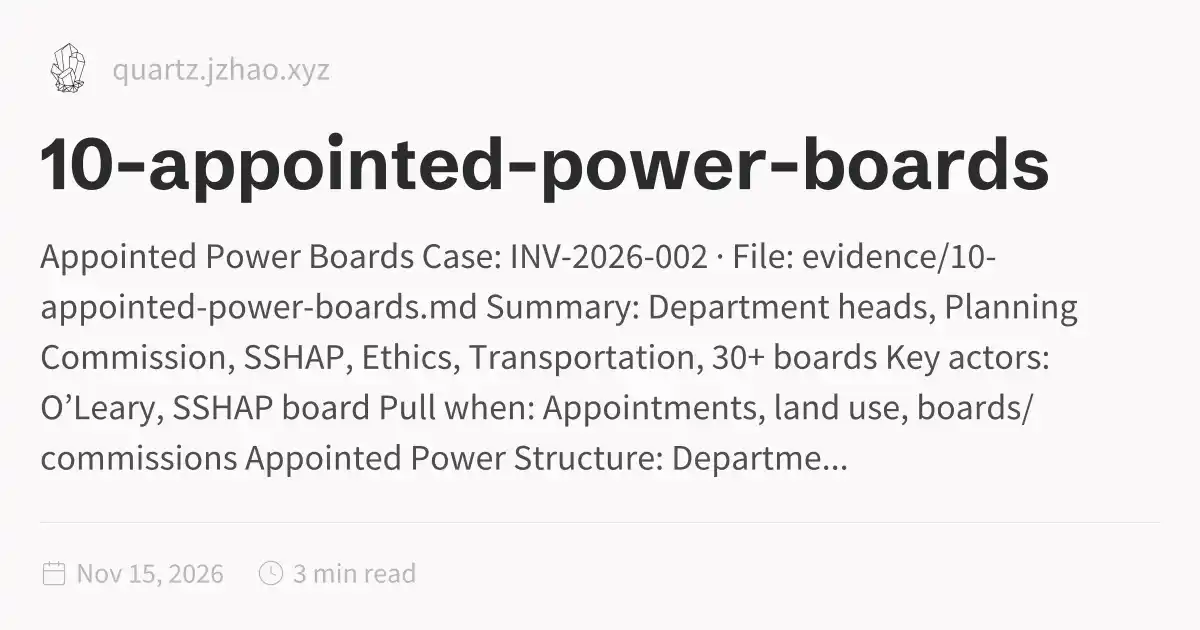 quartz.jzhao.xyz
10-appointed-power-boards
Appointed Power Boards Case: INV-2026-002 · File: evidence/10-
appointed-power-boards.md Summary: Department heads, Planning
Commission, SSHAP, Ethics, Transportation, 30+ boards Key actors:
O’Leary, SSHAP board Pull when: Appointments, land use, boards/
commissions Appointed Power Structure: Departme...
Nov 15, 2026 3 min read